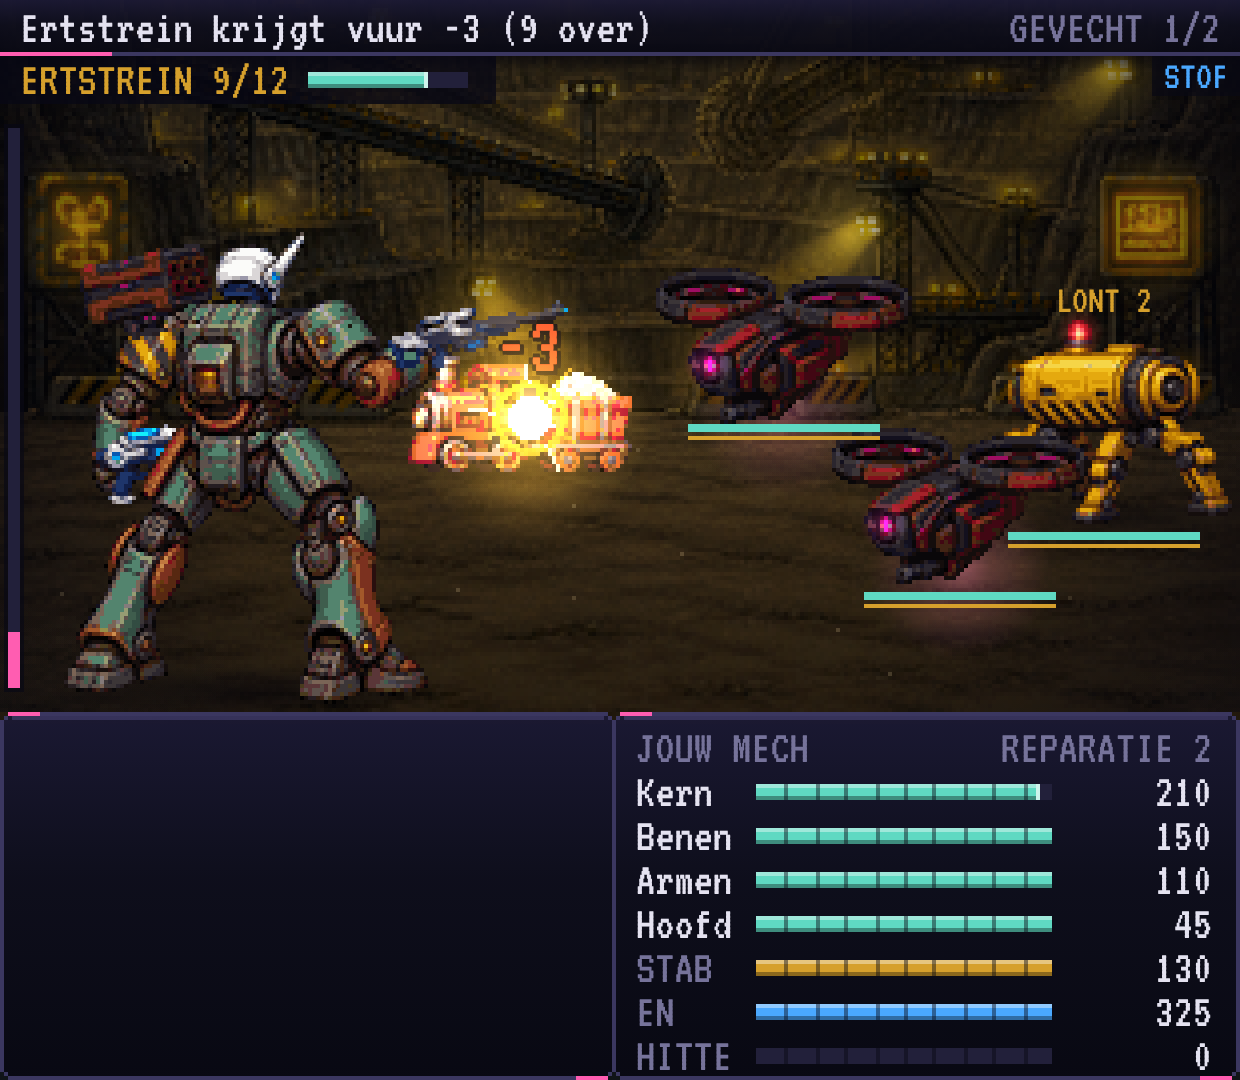 Ertstrein krijgt vuur -3 (9 over)
GEVECHT 1/2
ERTSTREIN 9/12
STOF
LONT 2
-3
JOUW MECH
REPARATIE 2
Kern 210
Benen 150
Armen 110
Hoofd 45
STAB 130
EN 325
HITTE 0